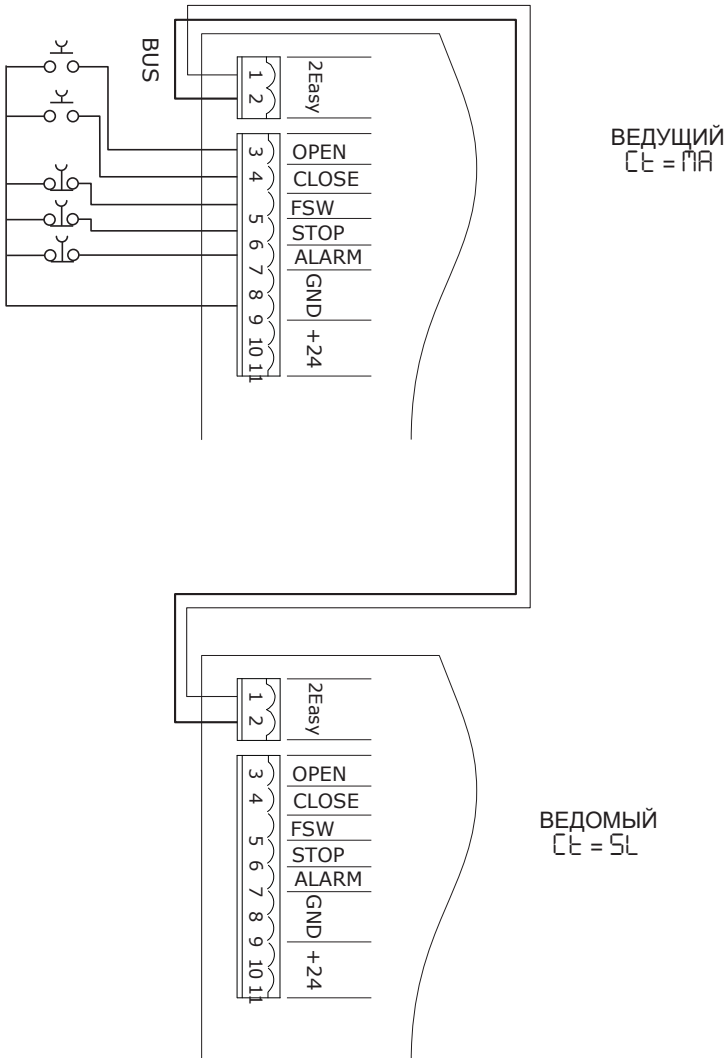 BUS
1
2
2Easy
3
4
5
6
7
8
9
10
11
OPEN
CLOSE
FSW
STOP
ALARM
GND
+24
ВЕДУЩИЙ
Ct = MA
1
2
2Easy
3
4
5
6
7
8
9
10
11
OPEN
CLOSE
FSW
STOP
ALARM
GND
+24
ВЕДОМЫЙ
Ct = SL